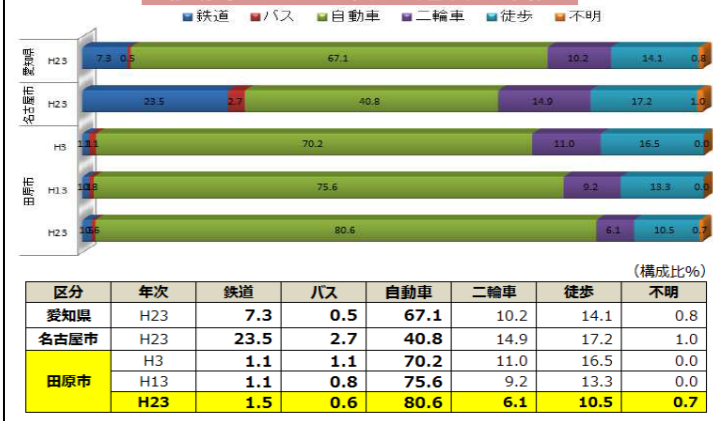 鉄道 バス 自動車 二輪車 徒歩 不明
愛知県 H23 7.3 0.5 67.1 10.2 14.1 0.8
名古屋市 H23 23.5 2.7 40.8 14.9 17.2 1.0
田原市
H3 1.1 1.1 70.2 11.0 16.5 0.0
H13 75.6 9.2 13.3 0.0
H23 80.6 6.1 10.5 0.7
(構成比%)
区分 年次 鉄道 バス 自動車 二輪車 徒歩 不明
愛知県 H23 7.3 0.5 67.1 10.2 14.1 0.8
名古屋市 H23 23.5 2.7 40.8 14.9 17.2 1.0
田原市
H3 1.1 1.1 70.2 11.0 16.5 0.0
H13 1.1 0.8 75.6 9.2 13.3 0.0
H23 1.5 0.6 80.6 6.1 10.5 0.7